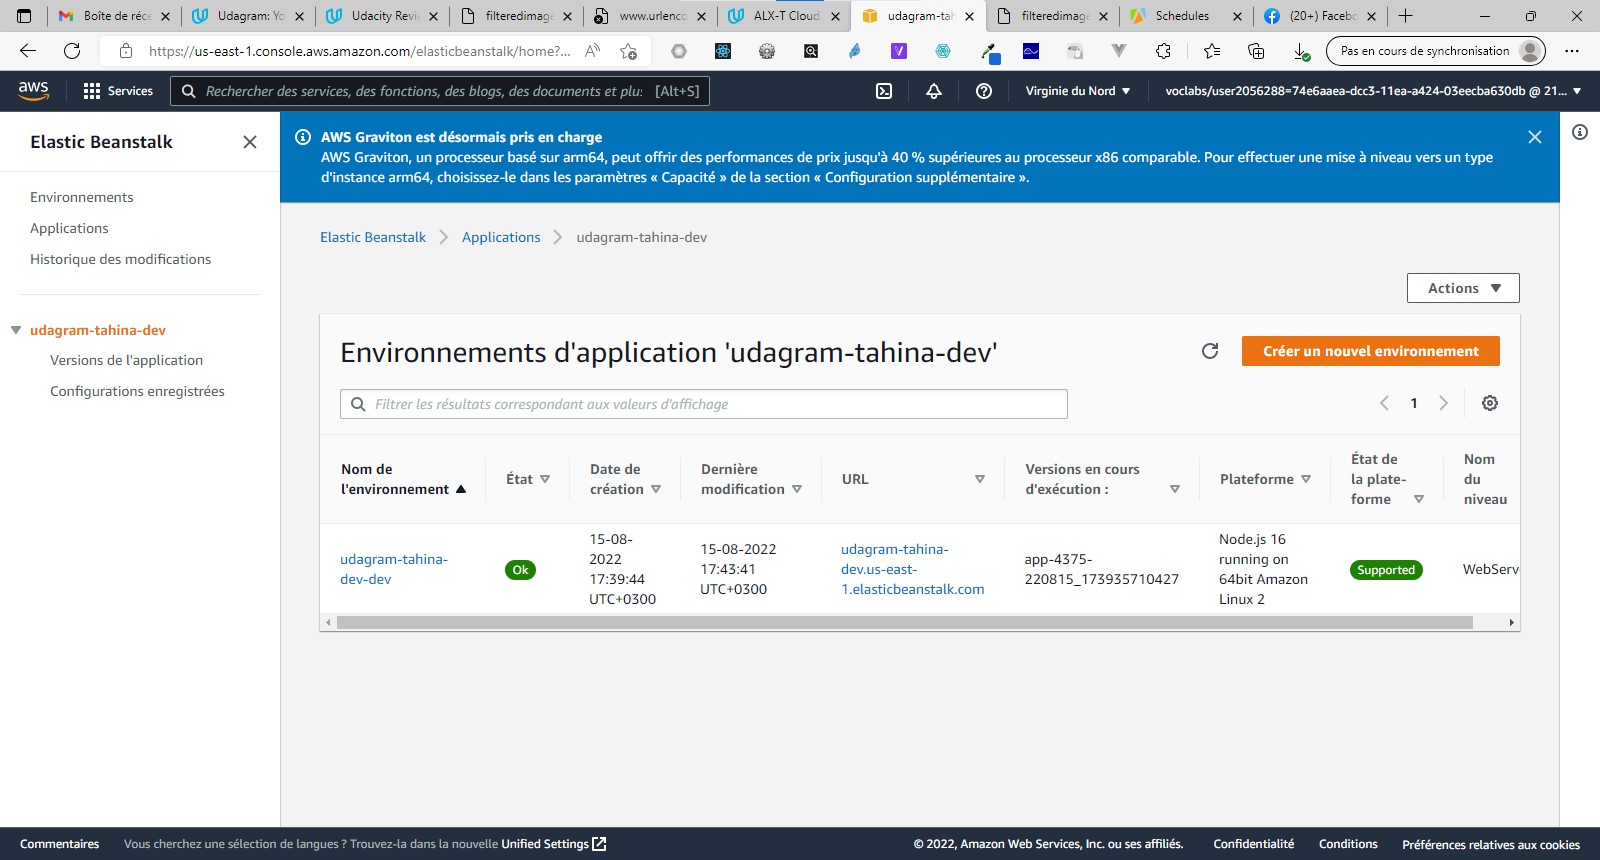 Boîte de réce
Udagram: Yo
Udacity Revie
filteredimage
www.urlenco
ALX-T Cloud
udagram-tah
filteredimage
Schedules
(20+) Facebo
https://us-east-1.console.aws.amazon.com/elasticbeanstalk/home?...
Pas en cours de synchronisation
aws
Services
Rechercher des services, des fonctions, des blogs, des documents et plus
[Alt+S]
Virginie du Nord
voclabs/user2056288=74e6aaea-dcc3-11ea-a424-03eecba630db @ 21...
Elastic Beanstalk
Environnements
Applications
Historique des modifications
udagram-tahina-dev
Versions de l'application
Configurations enregistrées
AWS Graviton est désormais pris en charge
AWS Graviton, un processeur basé sur arm64, peut offrir des performances de prix jusqu'à 40 % supérieures au processeur x86 comparable. Pour effectuer une mise à niveau vers un type
d'instance arm64, choisissez-le dans les paramètres « Capacité » de la section « Configuration supplémentaire ».
Elastic Beanstalk
Applications
udagram-tahina-dev
Actions
Environnements d'application 'udagram-tahina-dev'
Créer un nouvel environnement
Filtrer les résultats correspondant aux valeurs d'affichage
1
Nom de
l'environnement
État
Date de
création
Dernière
modification
URL
Versions en cours
d'exécution :
Plateforme
État de
la plate-
forme
Nom
du
niveau
udagram-tahina-
dev-dev
Ok
15-08-
2022
17:39:44
UTC+0300
15-08-2022
17:43:41
UTC+0300
udagram-tahina-
dev.us-east-
1.elasticbeanstalk.com
app-4375-
220815_173935710427
Node.js 16
running on
64bit Amazon
Linux 2
Supported
WebServ
Commentaires
Vous cherchez une sélection de langues ? Trouvez-la dans la nouvelle Unified Settings
© 2022, Amazon Web Services, Inc. ou ses affiliés.
Confidentialité
Conditions
Préférences relatives aux cookies